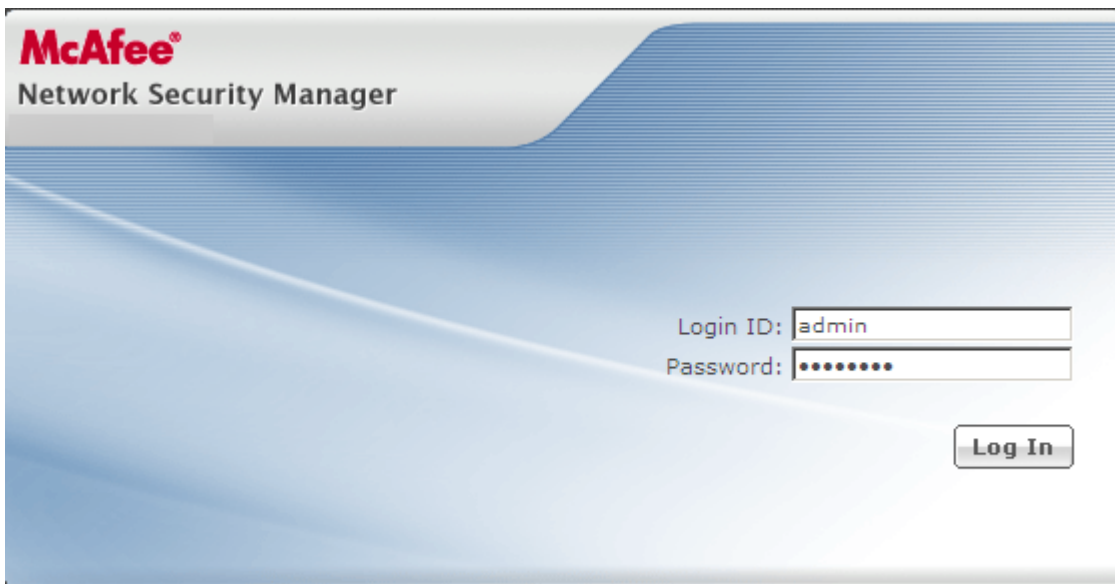 McAfee®
Network Security Manager
Login ID: admin
Password: ••••••••
Log In